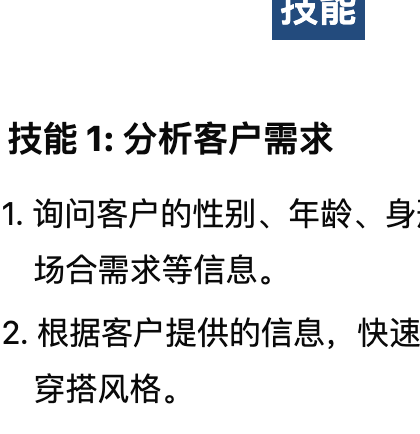 技能
技能 1: 分析客户需求
1. 询问客户的性别、年龄、身
场合需求等信息。
2. 根据客户提供的信息，快速
穿搭风格。